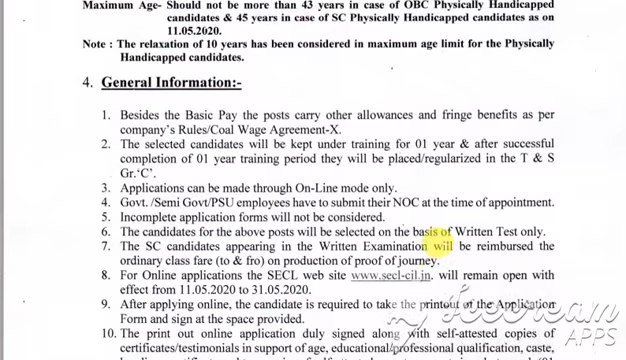 Maximum Age- Should not be more than 43 years in case of OBC Physically Handicapped
candidates & 45 years in case of SC Physically Handicapped candidates as on
11.05.2020.
Note : The relaxation of 10 years has been considered in maximum age limit for the Physically
Handicapped candidates.
4. General Information:-
1. Besides the Basic Pay the posts carry other allowances and fringe benefits as per
company's Rules/Coal Wage Agreement-X.
2. The selected candidates will be kept under training for 01 year & after successful
completion of 01 year training period they will be placed/regularized in the T & S
Gr.'C'.
3. Applications can be made through On-Line mode only.
4. Govt. /Semi Govt/PSU employees have to submit their NOC at the time of appointment.
5. Incomplete application forms will not be considered.
6. The candidates for the above posts will be selected on the basis of Written Test only.
7. The SC candidates appearing in the Written Examination will be reimbursed the
ordinary class fare (to & fro) on production of proof of journey.
8. For Online applications the SECL web site www.secl-cil.in. will remain open with
effect from 11.05.2020 to 31.05.2020.
9. After applying online, the candidate is required to take the printout of the Application
Form and sign at the space provided.
10. The print out online application duly signed along with self-attested copies of
certificates/testimonials in support of age, educational/professional qualification, caste,
Icecream
APPS